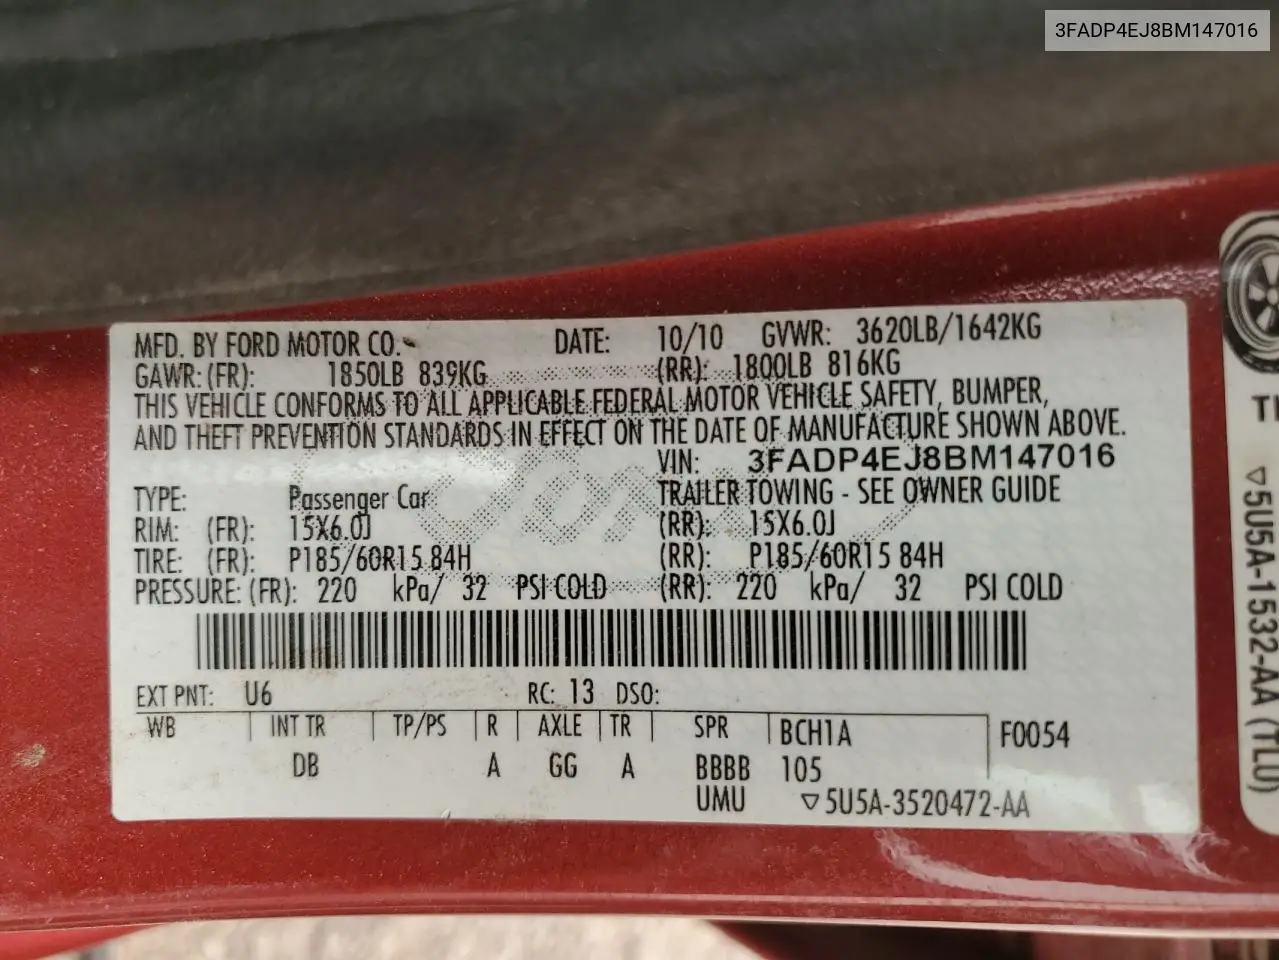 3FADP4EJ8BM147016
MFD. BY FORD MOTOR CO. DATE: 10/10 GVWR: 3620LB/1642KG
GAWR: (FR): 1850LB 839KG (RR): 1800LB 816KG
THIS VEHICLE CONFORMS TO ALL APPLICABLE FEDERAL MOTOR VEHICLE SAFETY, BUMPER,
AND THEFT PREVENTION STANDARDS IN EFFECT ON THE DATE OF MANUFACTURE SHOWN ABOVE.
VIN: 3FADP4EJ8BM147016
TYPE: Passenger Car TRAILER TOWING - SEE OWNER GUIDE
RIM: (FR): 15X6.0J (RR): 15X6.0J
TIRE: (FR): P185/60R15 84H (RR): P185/60R15 84H
PRESSURE: (FR): 220 kPa/ 32 PSI COLD (RR): 220 kPa/ 32 PSI COLD
EXT PNT: U6 RC: 13 DSO:
WB INT TR TP/PS R AXLE TR SPR BCH1A F0054
DB A GG A BBBB 105
UMU ▽5U5A-3520472-AA
▽5U5A-1532-AA (TLU)